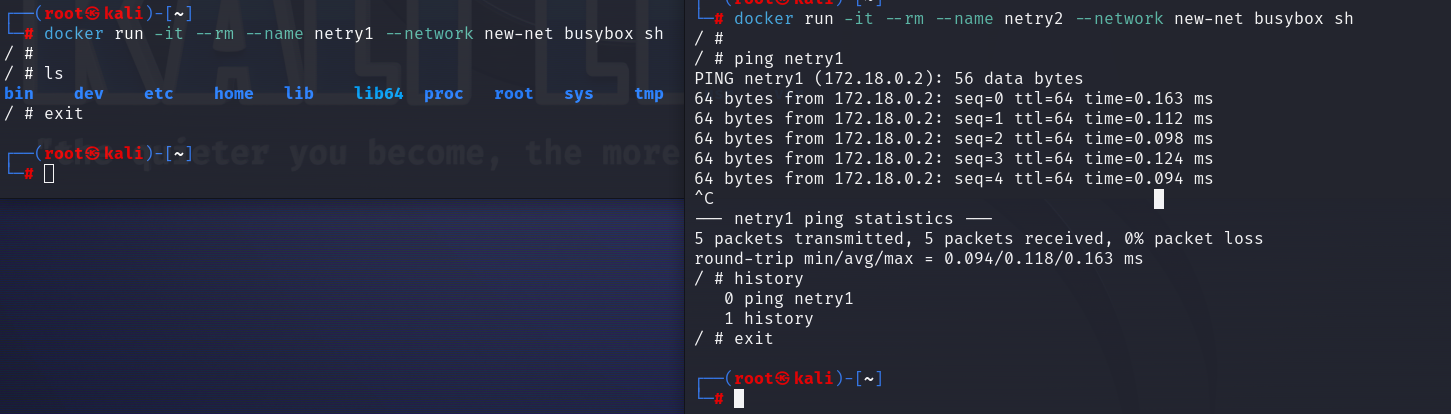 ┌──(root㉿kali)-[~]
└─# docker run -it --rm --name netry1 --network new-net busybox sh
/ #
/ # ls
bin dev etc home lib lib64 proc root sys tmp
/ # exit
┌──(root㉿kali)-[~]
└─#
quieter you become, the more
┌──(root㉿kali)-[~]
└─# docker run -it --rm --name netry2 --network new-net busybox sh
/ #
/ # ping netry1
PING netry1 (172.18.0.2): 56 data bytes
64 bytes from 172.18.0.2: seq=0 ttl=64 time=0.163 ms
64 bytes from 172.18.0.2: seq=1 ttl=64 time=0.112 ms
64 bytes from 172.18.0.2: seq=2 ttl=64 time=0.098 ms
64 bytes from 172.18.0.2: seq=3 ttl=64 time=0.124 ms
64 bytes from 172.18.0.2: seq=4 ttl=64 time=0.094 ms
^C
--- netry1 ping statistics ---
5 packets transmitted, 5 packets received, 0% packet loss
round-trip min/avg/max = 0.094/0.118/0.163 ms
/ # history
0 ping netry1
1 history
/ # exit
┌──(root㉿kali)-[~]
└─#